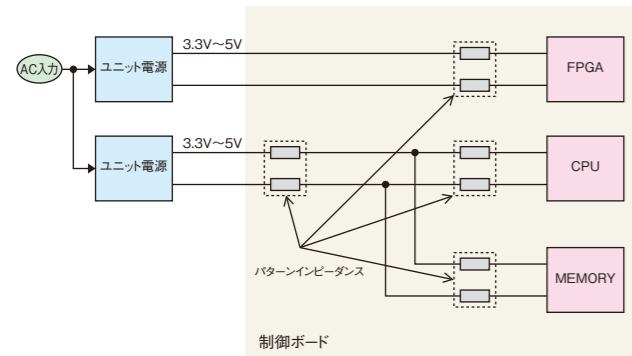 3.3V～5V
AC入力
ユニット電源
FPGA
3.3V～5V
ユニット電源
CPU
パターンインピーダンス
MEMORY
制御ボード